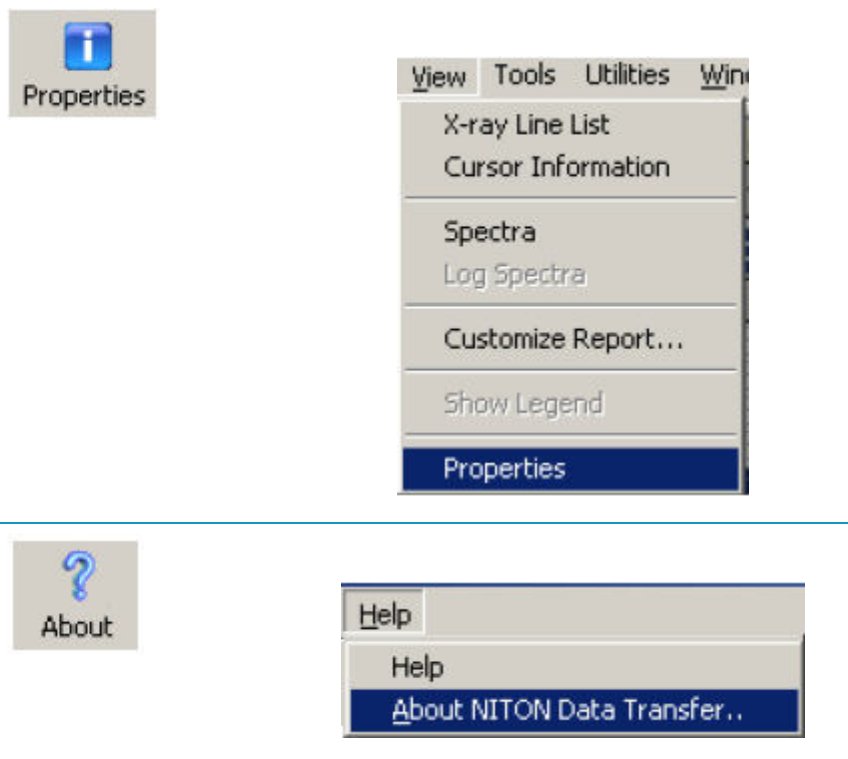 Properties
View Tools Utilities
X-ray Line List
Cursor Information
Spectra
Log Spectra
Customize Report...
Show Legend
Properties
About
Help
Help
About NITON Data Transfer..